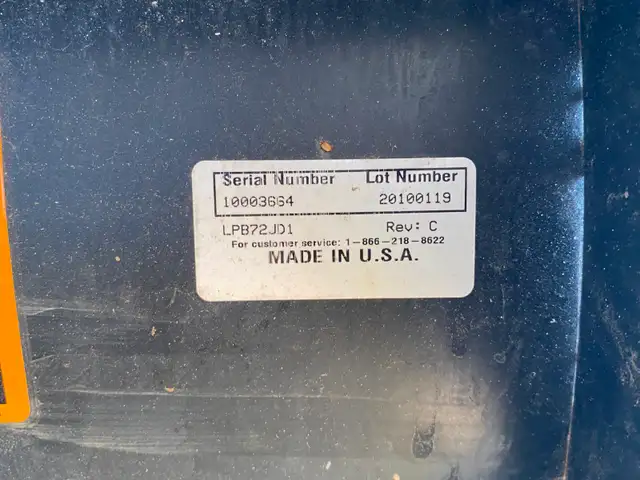 Serial Number Lot Number
10003664 20100119
LPB72JD1 Rev: C
For customer service: 1-866-218-8622
MADE IN U.S.A.